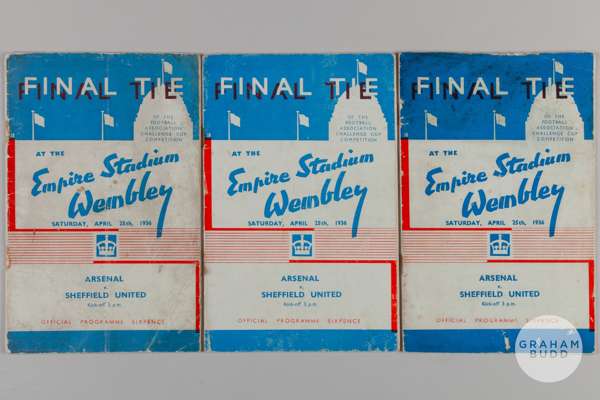 FINAL TIE
OF THE
FOOTBALL
ASSOCIATION
CHALLENGE CUP
COMPETITION
AT THE
Empire Stadium
Wembley
SATURDAY, APRIL 25th, 1936
ARSENAL
v.
SHEFFIELD UNITED
Kick-off 3 p.m.
OFFICIAL PROGRAMME SIXPENCE
FINAL TIE
OF THE
FOOTBALL
ASSOCIATION
CHALLENGE CUP
COMPETITION
AT THE
Empire Stadium
Wembley
SATURDAY, APRIL 25th, 1936
ARSENAL
v.
SHEFFIELD UNITED
Kick-off 3 p.m.
OFFICIAL PROGRAMME SIXPENCE
FINAL TIE
OF THE
FOOTBALL
ASSOCIATION
CHALLENGE CUP
COMPETITION
AT THE
Empire Stadium
Wembley
SATURDAY, APRIL 25th, 1936
ARSENAL
v.
SHEFFIELD UNITED
Kick-off 3 p.m.
OFFICIAL PROGRAMME SIXPENCE
GRAHAM
BUDD